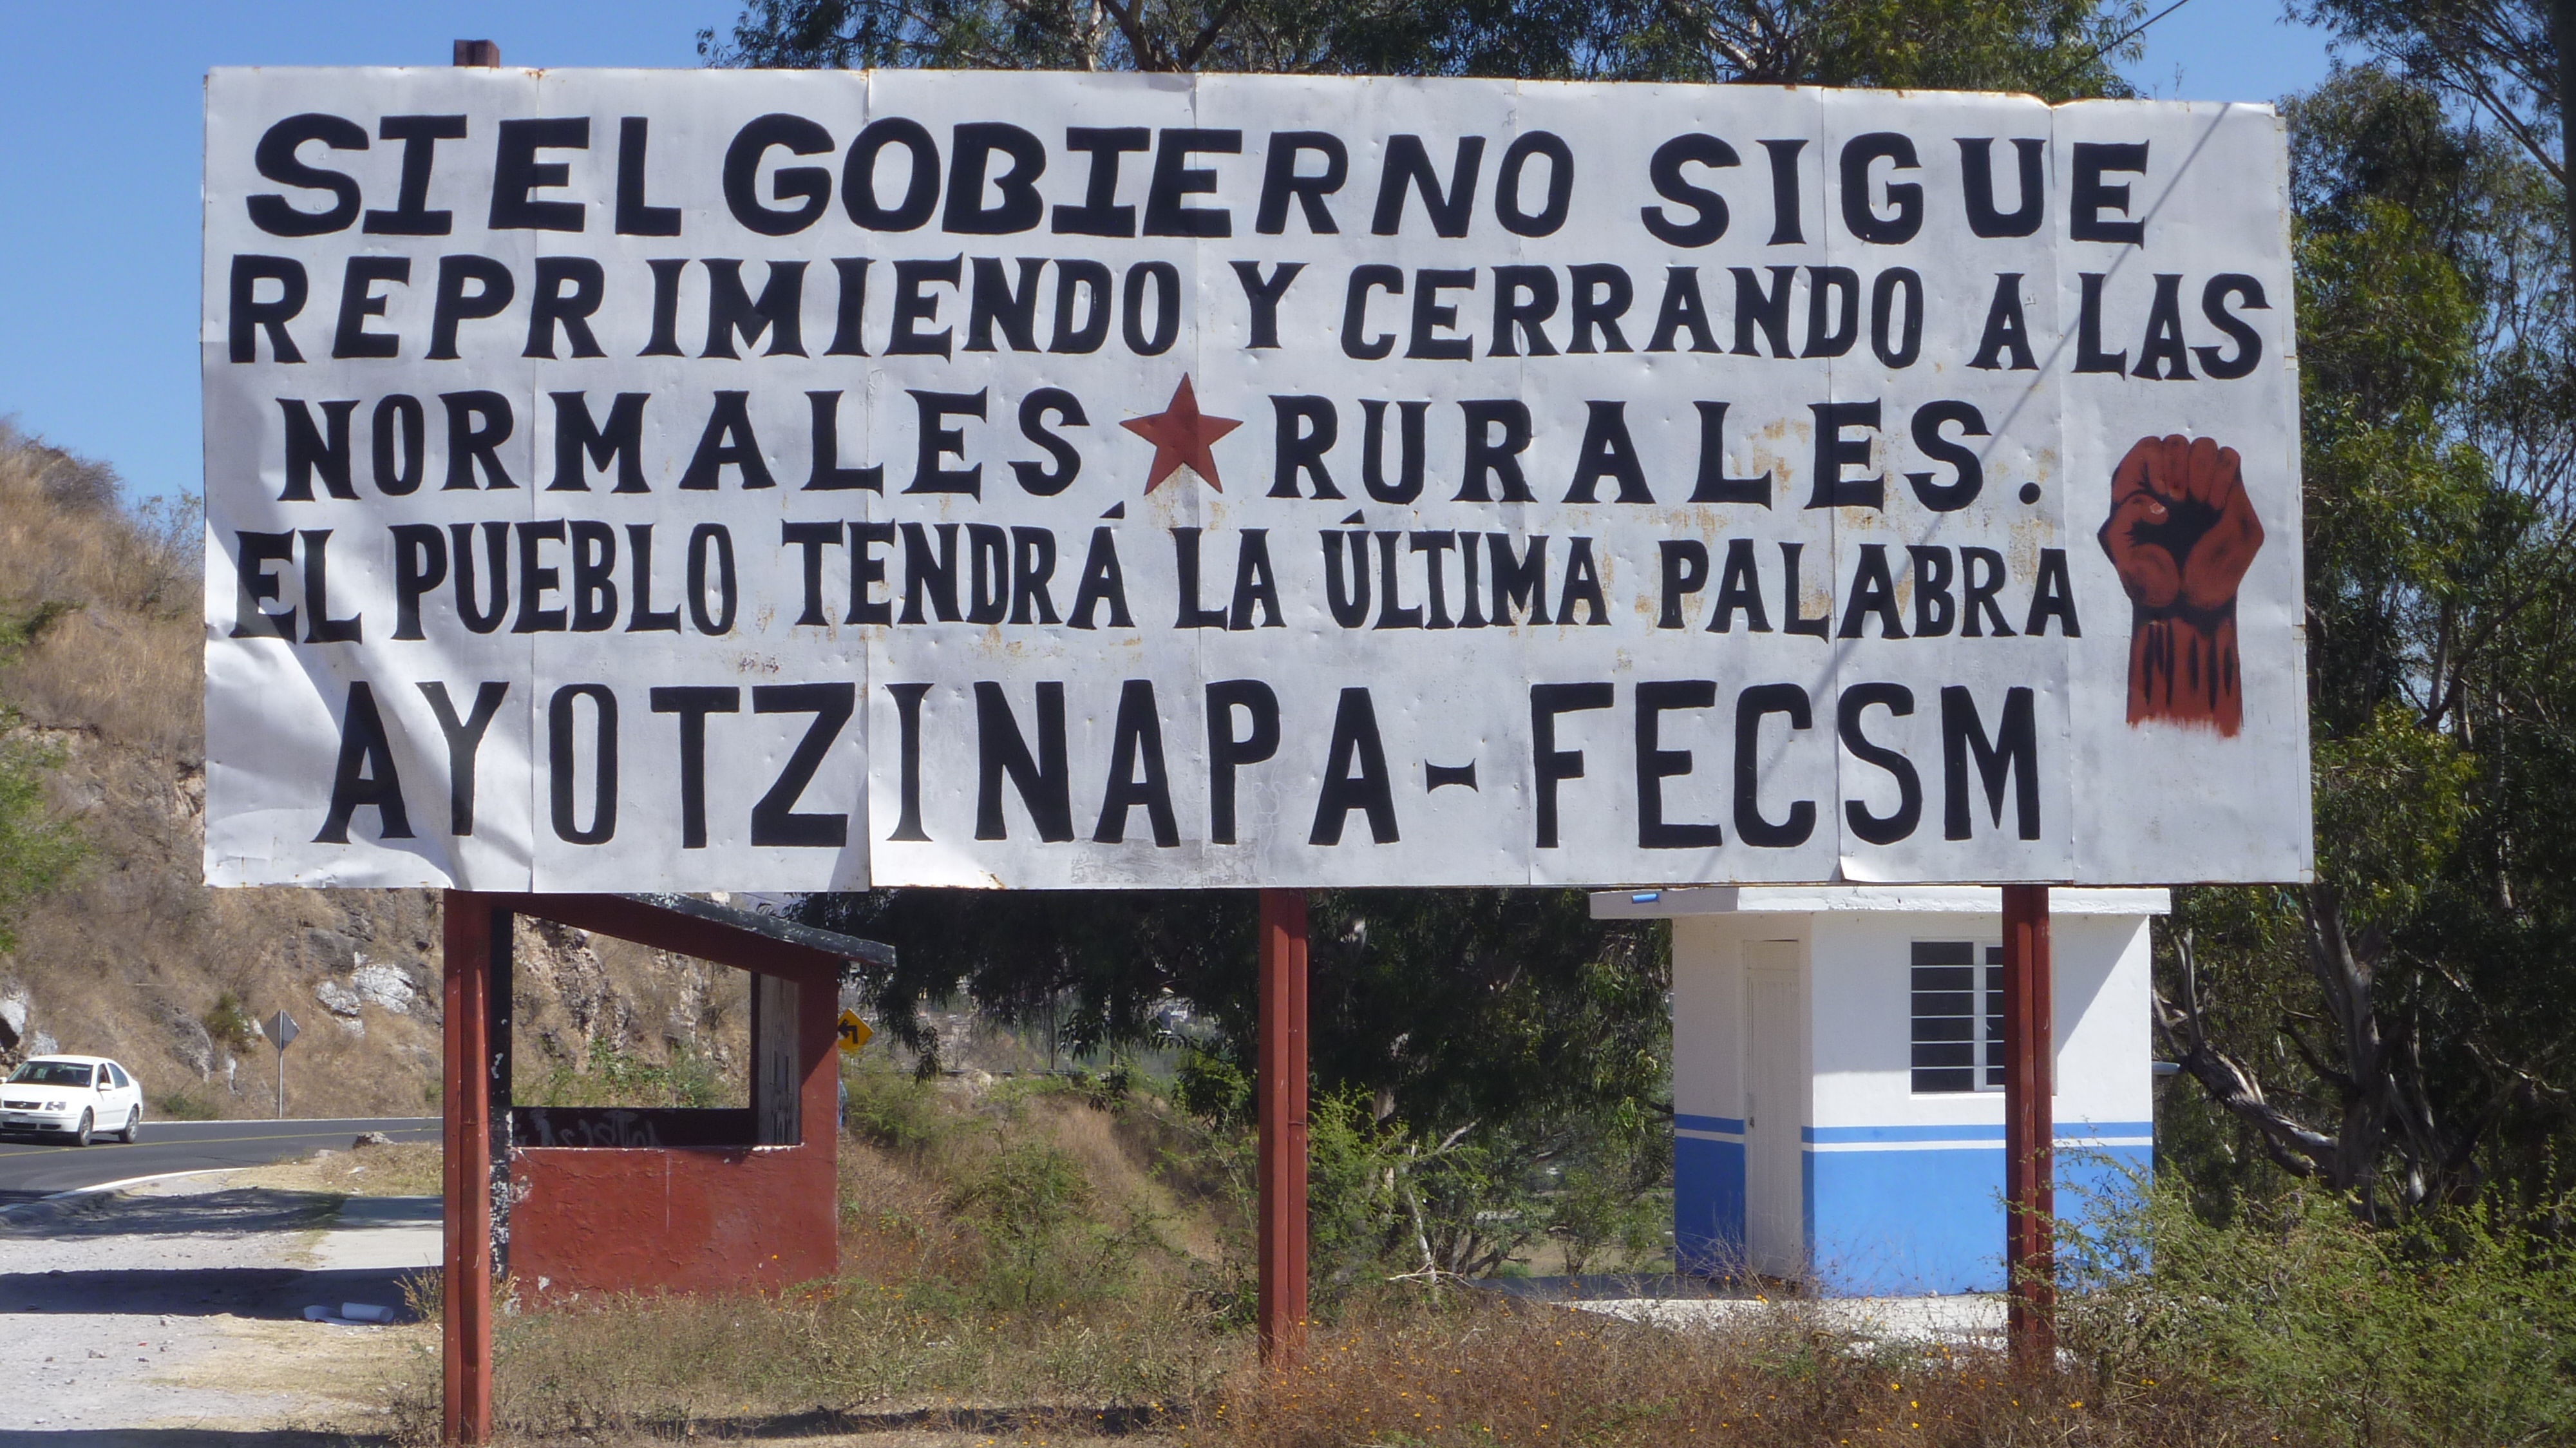 SI EL GOBIERNO SIGUE
REPRIMIENDO Y CERRANDO A LAS
NORMALES RURALES.
EL PUEBLO TENDRÁ LA ÚLTIMA PALABRA
AYOTZINAPA-FECSM